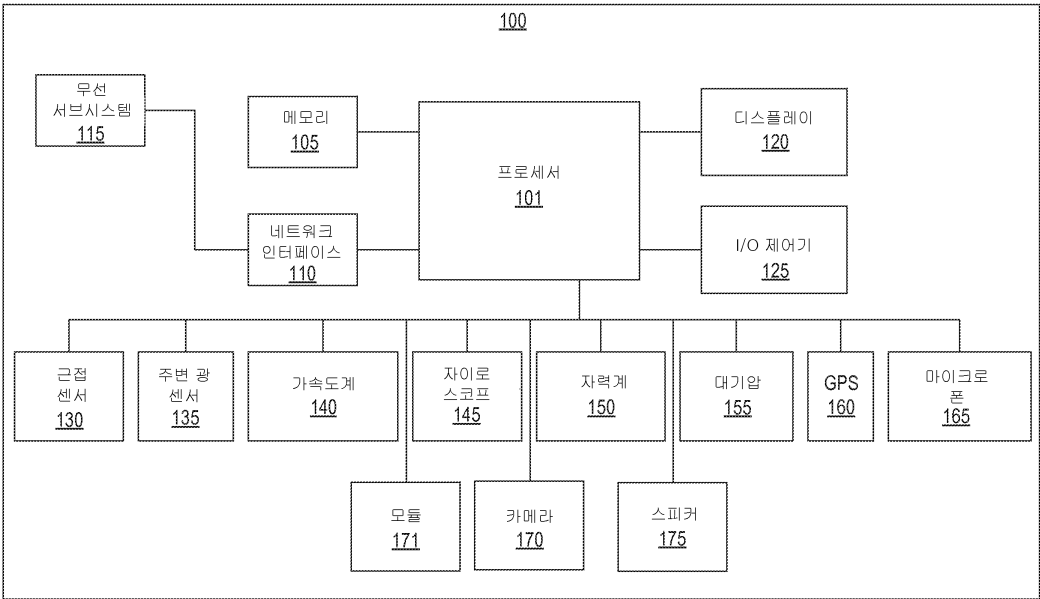 100
무선
서브시스템
115
메모리
105
프로세서
101
디스플레이
120
네트워크
인터페이스
110
I/O 제어기
125
근접
센서
130
주변 광
센서
135
가속도계
140
자이로
스코프
145
자력계
150
대기압
155
GPS
160
마이크로
폰
165
모듈
171
카메라
170
스피커
175